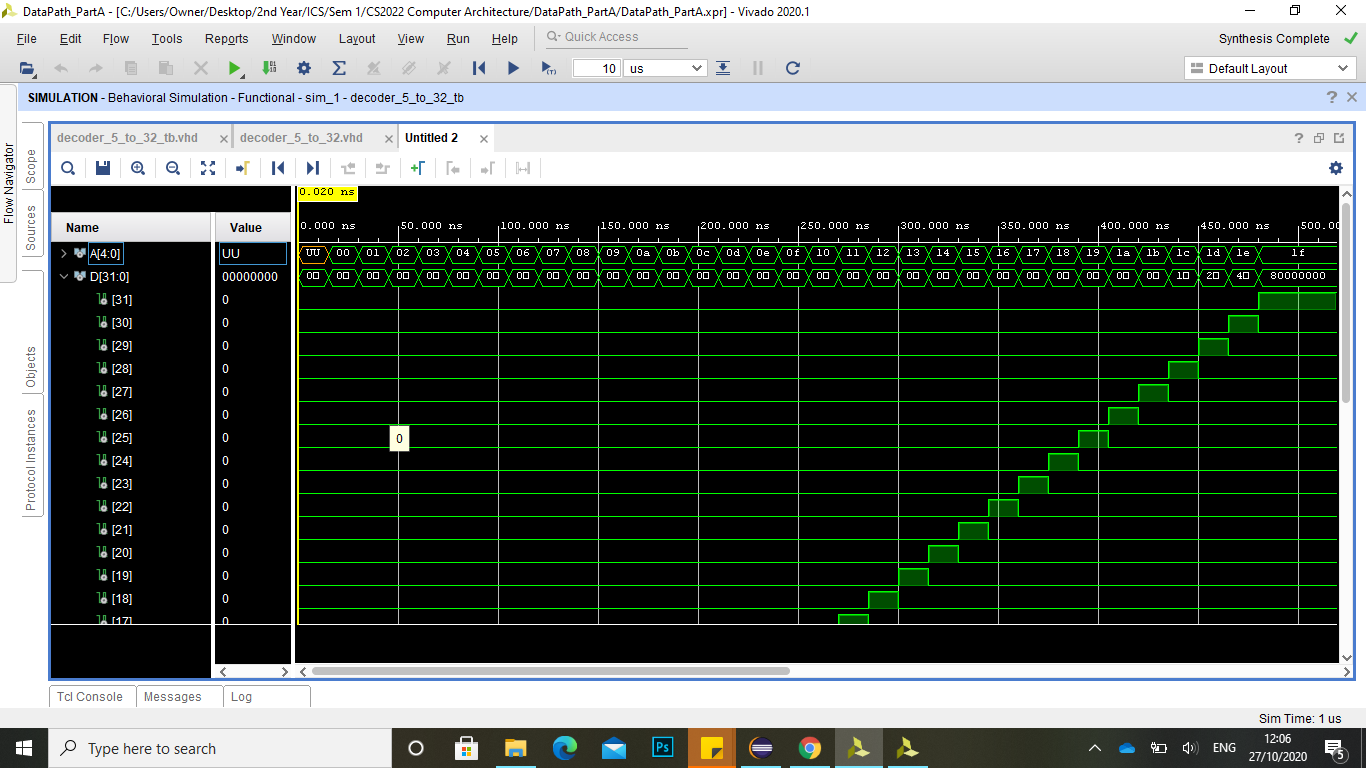 DataPath_PartA - [C:/Users/Owner/Desktop/2nd Year/ICS/Sem 1/CS2022 Computer Architecture/DataPath_PartA/DataPath_PartA.xpr] - Vivado 2020.1
File Edit Flow Tools Reports Window Layout View Run Help Quick Access Synthesis Complete
10 us Default Layout
SIMULATION - Behavioral Simulation - Functional - sim_1 - decoder_5_to_32_tb
Flow Navigator
Scope
Sources
Objects
Protocol Instances
decoder_5_to_32_tb.vhd decoder_5_to_32.vhd Untitled 2
0.020 ns
Name Value 0.000 ns 50.000 ns 100.000 ns 150.000 ns 200.000 ns 250.000 ns 300.000 ns 350.000 ns 400.000 ns 450.000 ns 500.00
A[4:0] UU UU 00 01 02 03 04 05 06 07 08 09 0a 0b 0c 0d 0e 0f 10 11 12 13 14 15 16 17 18 19 1a 1b 1c 1d 1e 1f
D[31:0] 00000000 00 00 00 00 00 00 00 00 00 00 00 00 00 00 00 00 00 00 00 00 00 00 00 00 00 00 00 00 00 10 20 40 80000000
[31] 0
[30] 0
[29] 0
[28] 0
[27] 0
[26] 0
[25] 0 0
[24] 0
[23] 0
[22] 0
[21] 0
[20] 0
[19] 0
[18] 0
[17] 0
Tcl Console Messages Log
Sim Time: 1 us
Type here to search
Ps
ENG
12:06
27/10/2020
5